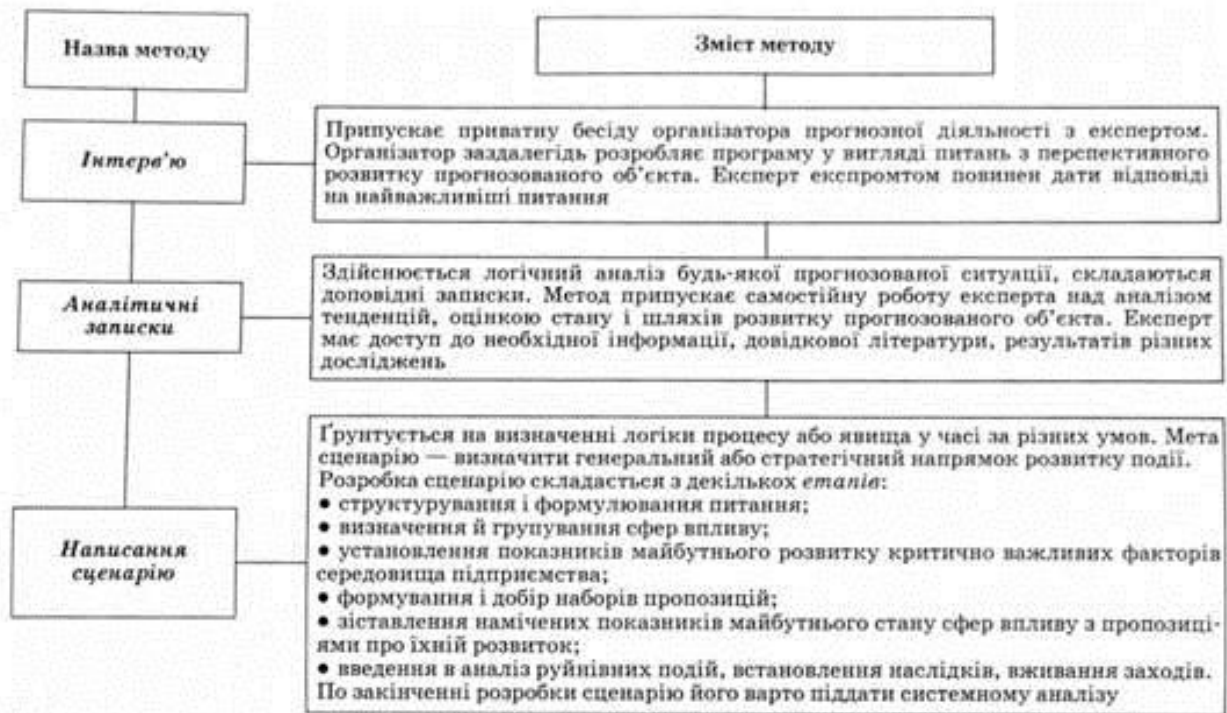 Назва методу
Зміст методу
Інтерв’ю
Припускає приватну бесіду організатора прогнозної діяльності з експертом.
Організатор заздалегідь розробляє програму у вигляді питань з перспективного
розвитку прогнозованого об’єкта. Експерт експромтом повинен дати відповіді
на найважливіші питання
Аналітичні
записки
Здійснюється логічний аналіз будь-якої прогнозованої ситуації, складаються
доповідні записки. Метод припускає самостійну роботу експерта над аналізом
тенденцій, оцінкою стану і шляхів розвитку прогнозованого об’єкта. Експерт
має доступ до необхідної інформації, довідкової літератури, результатів різних
досліджень
Написання
сценарію
Ґрунтується на визначенні логіки процесу або явища у часі за різних умов. Мета
сценарію — визначити генеральний або стратегічний напрямок розвитку події.
Розробка сценарію складається з декількох етапів:
● структурування і формулювання питання;
● визначення й групування сфер впливу;
● установлення показників майбутнього розвитку критично важливих факторів
середовища підприємства;
● формування і добір наборів пропозицій;
● зіставлення намічених показників майбутнього стану сфер впливу з пропозиці-
ями про їхній розвиток;
● введення в аналіз руйнівних подій, встановлення наслідків, вживання заходів.
По закінченні розробки сценарію його варто піддати системному аналізу